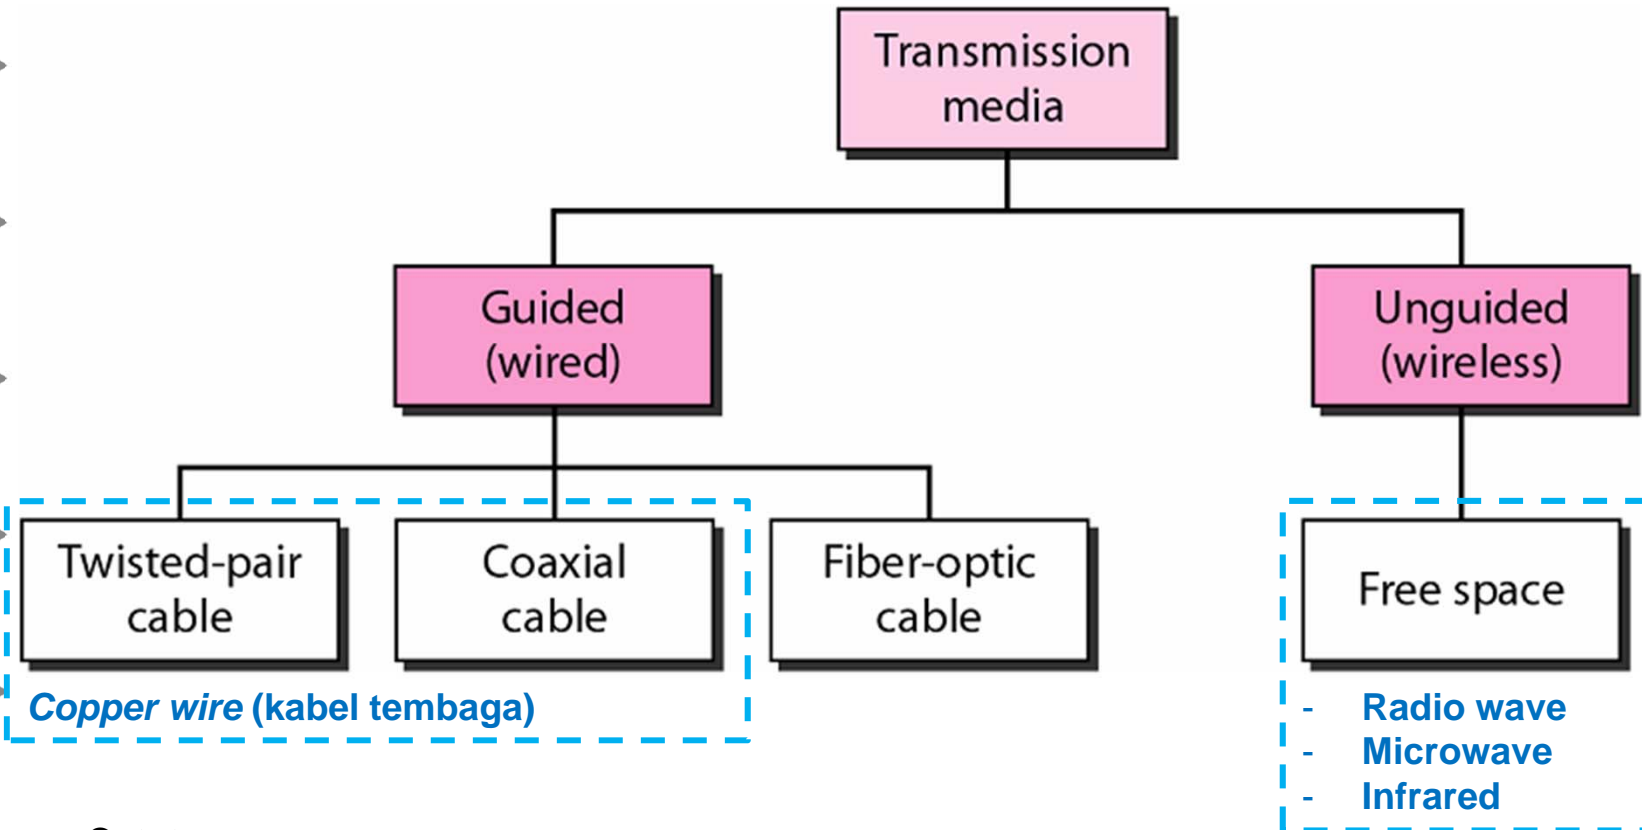 Transmission
media
Guided
(wired)
Unguided
(wireless)
Twisted-pair
cable
Coaxial
cable
Fiber-optic
cable
Free space
Copper wire (kabel tembaga)
- Radio wave
- Microwave
- Infrared